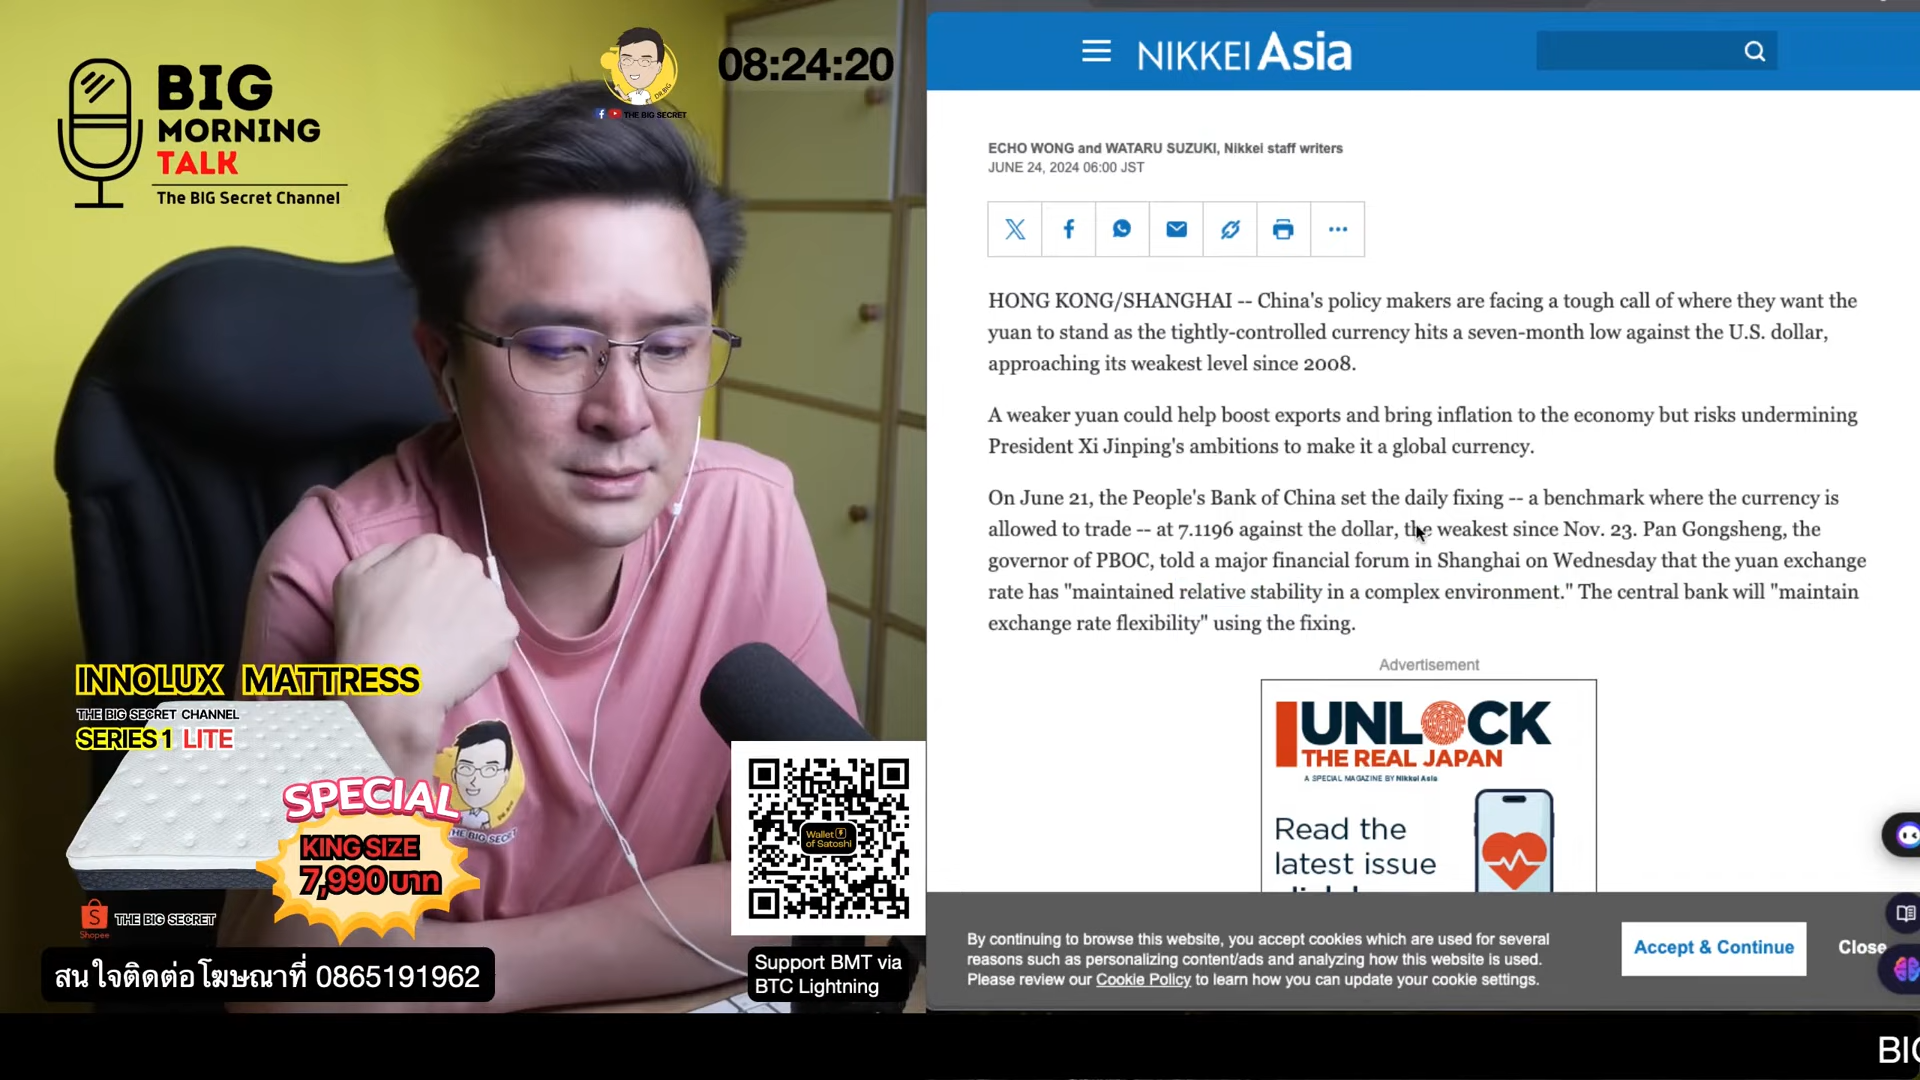 BIG
MORNING
TALK
The BIG Secret Channel
DR.BIG
THE BIG SECRET
08:24:20
INNOLUX MATTRESS
THE BIG SECRET CHANNEL
SERIES1 LITE
SPECIAL
KING SIZE
7,990 บาท
THE BIG SECRET
Shopee
สนใจติดต่อโฆษณาที่ 0865191962
Wallet
of Satoshi
Support BMT via
BTC Lightning
NIKKEI Asia
ECHO WONG and WATARU SUZUKI, Nikkei staff writers
JUNE 24, 2024 06:00 JST
HONG KONG/SHANGHAI -- China's policy makers are facing a tough call of where they want the
yuan to stand as the tightly-controlled currency hits a seven-month low against the U.S. dollar,
approaching its weakest level since 2008.
A weaker yuan could help boost exports and bring inflation to the economy but risks undermining
President Xi Jinping's ambitions to make it a global currency.
On June 21, the People's Bank of China set the daily fixing -- a benchmark where the currency is
allowed to trade -- at 7.1196 against the dollar, the weakest since Nov. 23. Pan Gongsheng, the
governor of PBOC, told a major financial forum in Shanghai on Wednesday that the yuan exchange
rate has "maintained relative stability in a complex environment." The central bank will "maintain
exchange rate flexibility" using the fixing.
Advertisement
UNLOCK
THE REAL JAPAN
A SPECIAL MAGAZINE BY Nikkei Asia
Read the
latest issue
By continuing to browse this website, you accept cookies which are used for several
reasons such as personalizing content/ads and analyzing how this website is used.
Please review our Cookie Policy to learn how you can update your cookie settings.
Accept & Continue
Close